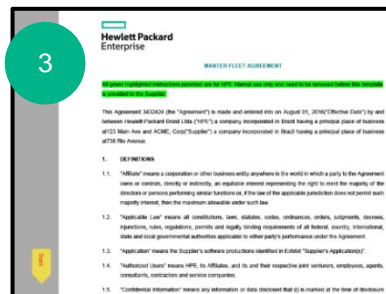 3
Hewlett Packard
Enterprise
MASTER FLEET AGREEMENT
All green highlighted instructions provided are for HPE internal use only and need to be removed before this template
is provided to the Supplier.
This Agreement 3432424 (the "Agreement") is made and entered into on August 01, 2016("Effective Date") by and
between Hewlett-Packard Brasil Ltda ("HPE") a company incorporated in Brazil having a principal place of business
at123 Main Ave and ACME, Corp("Supplier") a company incorporated in Brazil having a principal place of business
at738 Rio Avenue.
1. DEFINITIONS
1.1. "Affiliate" means a corporation or other business entity anywhere in the world in which a party to the Agreement
owns or controls, directly or indirectly, an equitable interest representing the right to elect the majority of the
directors or persons performing similar functions or, if the law of the applicable jurisdiction does not permit such
majority interest, then the maximum allowable under such law.
1.2. "Applicable Law" means all constitutions, laws, statutes, codes, ordinances, orders, judgments, decrees,
injunctions, rules, regulations, permits and legally binding requirements of all federal, country, international,
state and local governmental authorities applicable to either party's performance under the Agreement.
1.3. "Application" means the Supplier's software productions identified in Exhibit "Supplier's Application(s)".
1.4. "Authorized Users" means HPE, its Affiliates, and its and their respective joint venturers, employees, agents,
consultants, contractors and service companies.
1.5. "Confidential Information" means any information or data disclosed that (i) is marked at the time of disclosure
Start